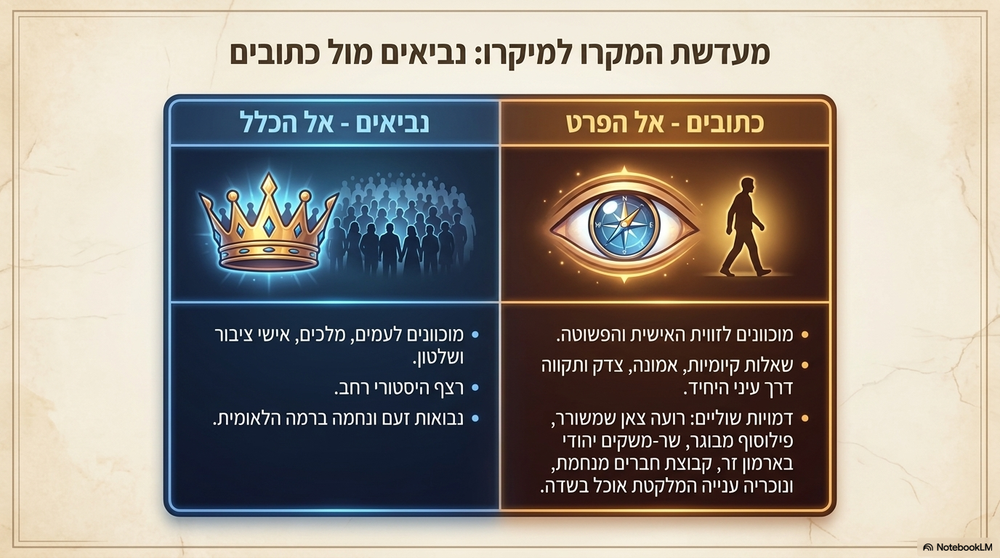 מעדשת המקרו למיקרו: נביאים מול כתובים
כתובים - אל הפרט
N
E
• מוכוונים לזווית האישית והפשוטה.
• שאלות קיומיות, אמונה, צדק ותקווה
דרך עיני היחיד.
• דמויות שוליים: רועה צאן שמשורר,
פילוסוף מבוגר, שר-משקים יהודי
בארמון זר, קבוצת חברים מנחמת,
ונוכריה ענייה המלקטת אוכל בשדה.
נביאים - אל הכלל
• מוכוונים לעמים, מלכים, אישי ציבור
ושלטון.
• רצף היסטורי רחב.
• נבואות זעם ונחמה ברמה הלאומית.
NotebookLM